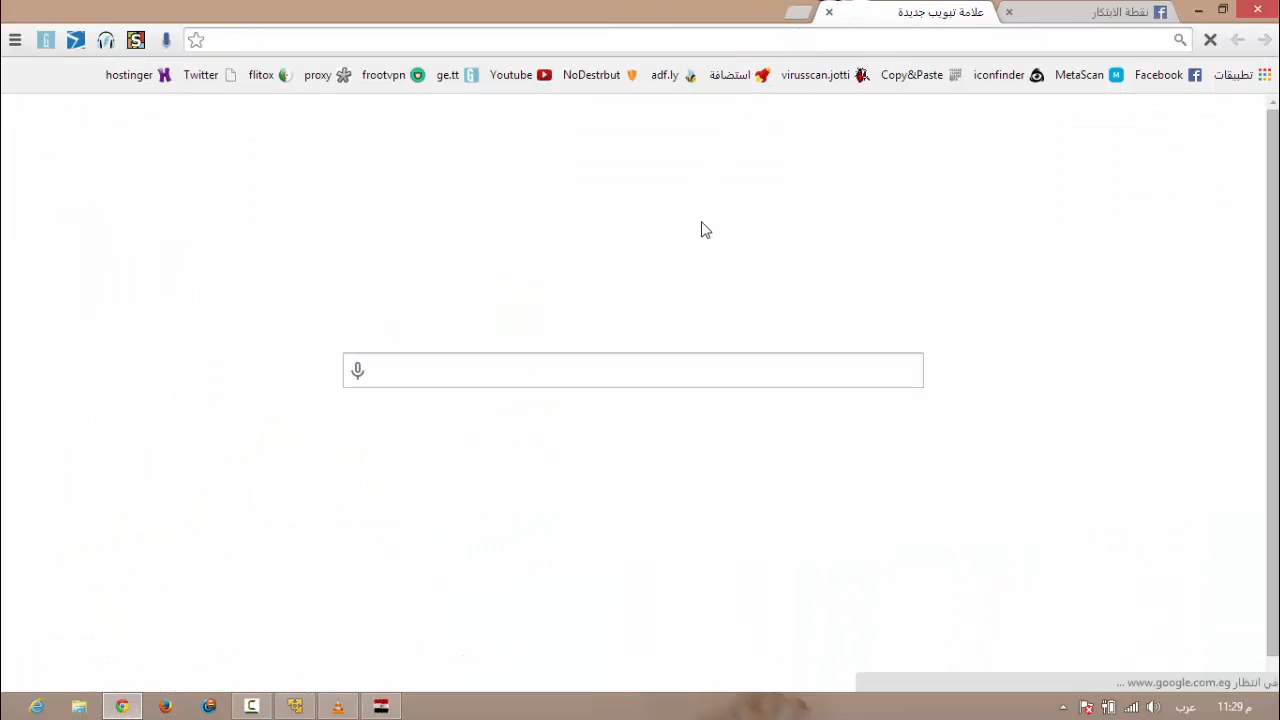 نقطة الابتكار
علامة تبويب جديدة
تطبيقات
Facebook
MetaScan
iconfinder
Copy&Paste
virusscan.jotti
استضافة
adf.ly
NoDestrbut
Youtube
ge.tt
frootvpn
proxy
flitox
Twitter
hostinger
في انتظار www.google.com.eg ...
عرب
11:29 م